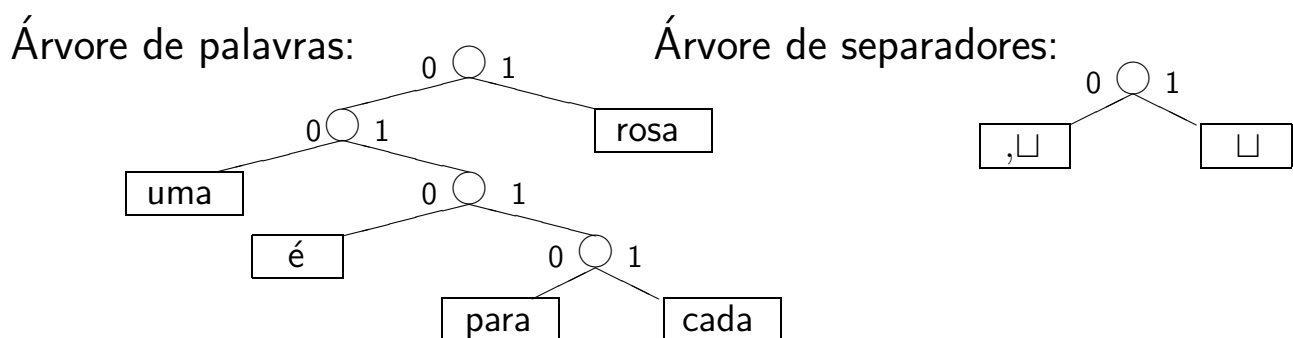 Árvore de palavras: Árvore de separadores:
0 1 0 1
0 1 rosa ,⊔ ⊔
uma 0 1
é 0 1
para cada